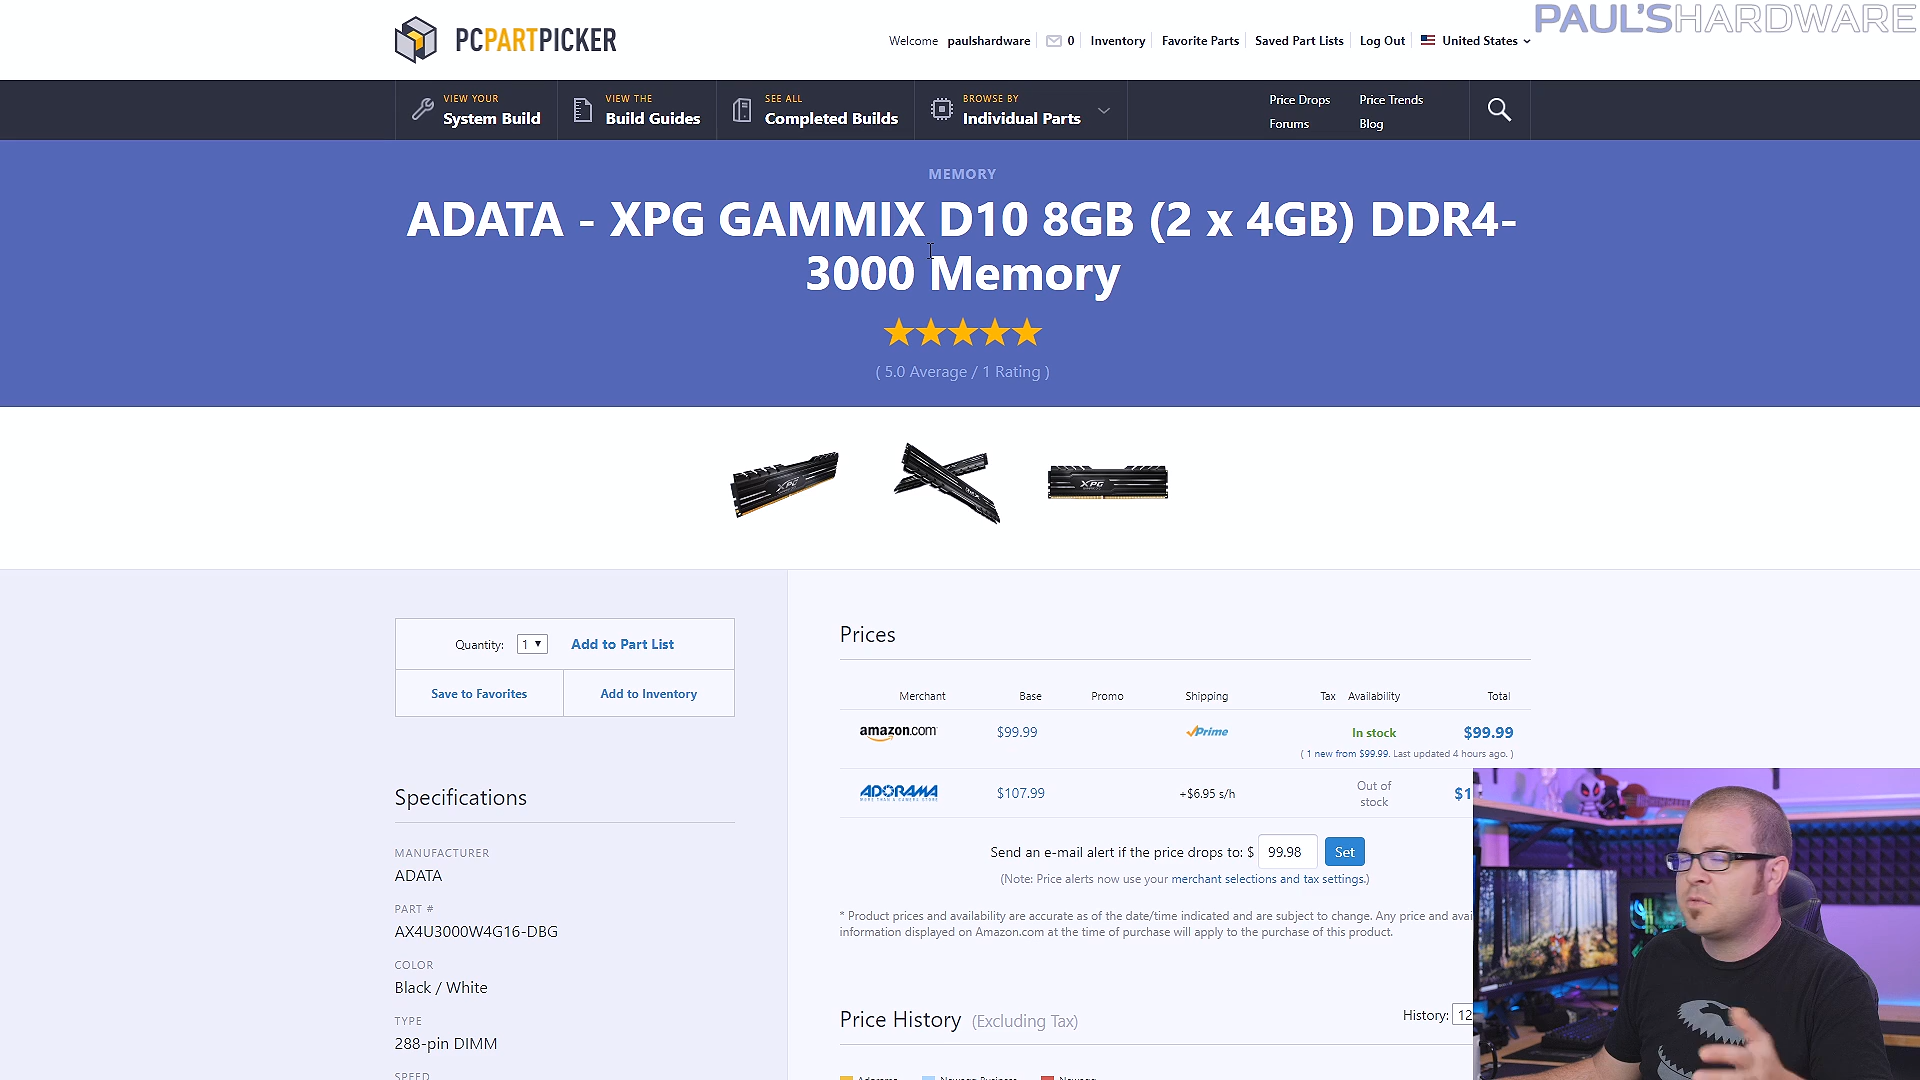 PAUL'SHARDWARE
PCPARTPICKER
Welcome paulshardware 0 Inventory Favorite Parts Saved Part Lists Log Out United States
VIEW YOUR
System Build
VIEW THE
Build Guides
SEE ALL
Completed Builds
BROWSE BY
Individual Parts
Price Drops Price Trends
Forums Blog
MEMORY
ADATA - XPG GAMMIX D10 8GB (2 x 4GB) DDR4-
3000 Memory
( 5.0 Average / 1 Rating )
XPG
XPG
Quantity: 1 Add to Part List
Save to Favorites Add to Inventory
Specifications
MANUFACTURER
ADATA
PART #
AX4U3000W4G16-DBG
COLOR
Black / White
TYPE
288-pin DIMM
SPEED
Prices
Merchant Base Promo Shipping Tax Availability Total
amazon.com $99.99 Prime In stock $99.99
( 1 new from $99.99. Last updated 4 hours ago. )
ADORAMA $107.99 +$6.95 s/h Out of
stock $1
Send an e-mail alert if the price drops to: $ 99.98 Set
(Note: Price alerts now use your merchant selections and tax settings.)
* Product prices and availability are accurate as of the date/time indicated and are subject to change. Any price and avai
information displayed on Amazon.com at the time of purchase will apply to the purchase of this product.
Price History (Excluding Tax) History: 12
Adorama Newegg Business Newegg